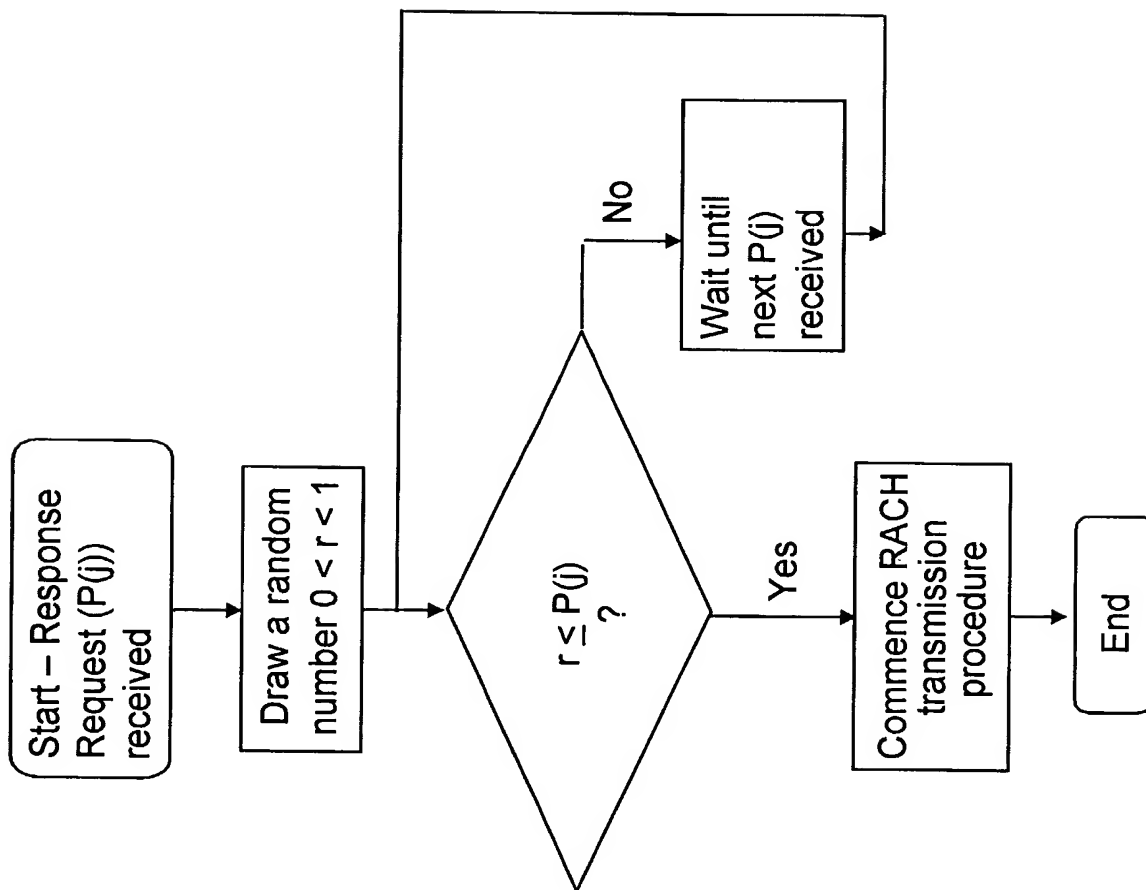 Start – Response
Request (P(j))
received
Draw a random
number 0 < r < 1
r ≤ P(j)
?
No
Wait until
next P(j)
received
Yes
Commence RACH
transmission
procedure
End